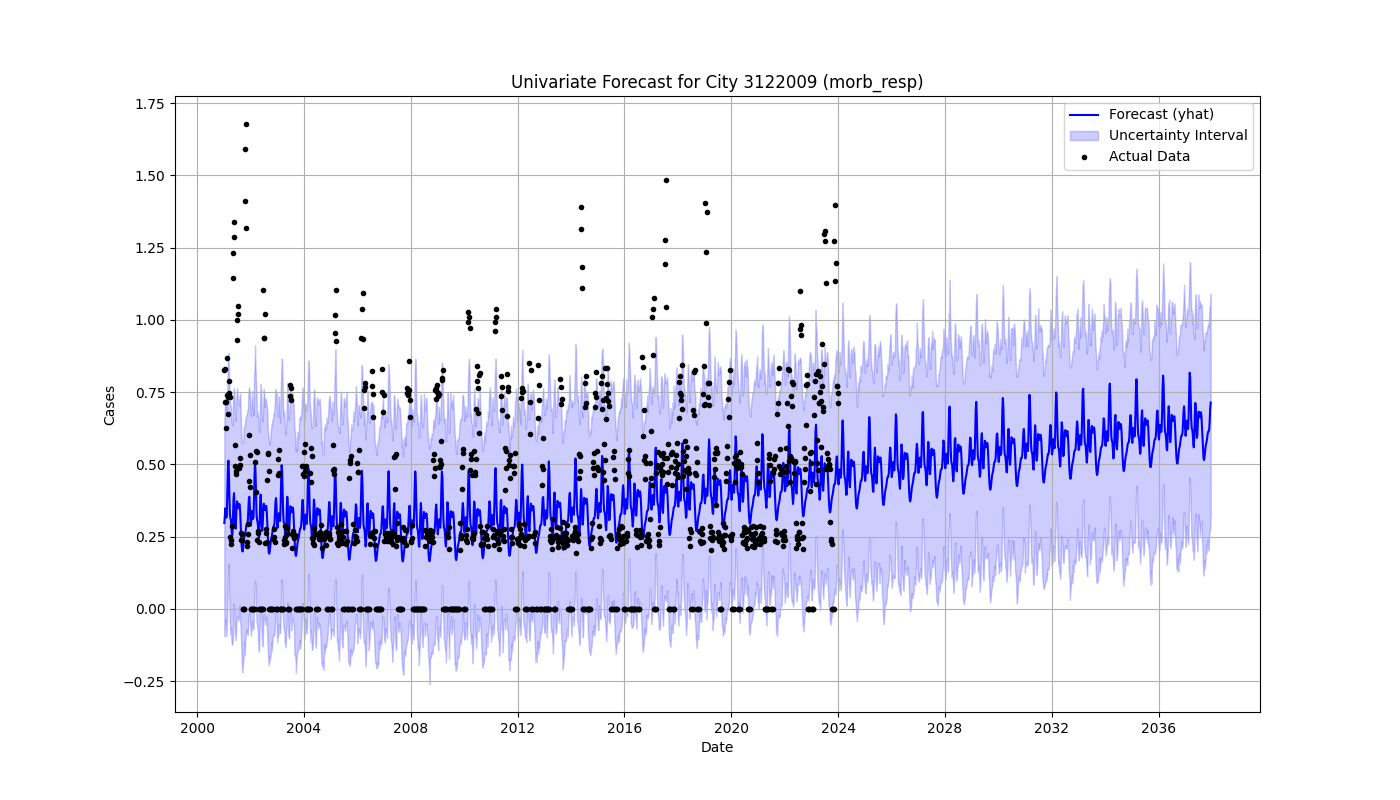 Univariate Forecast for City 3122009 (morb_resp)
Forecast (yhat)
Uncertainty Interval
Actual Data
Cases
1.75
1.50
1.25
1.00
0.75
0.50
0.25
0.00
−0.25
2000 2004 2008 2012 2016 2020 2024 2028 2032 2036
Date